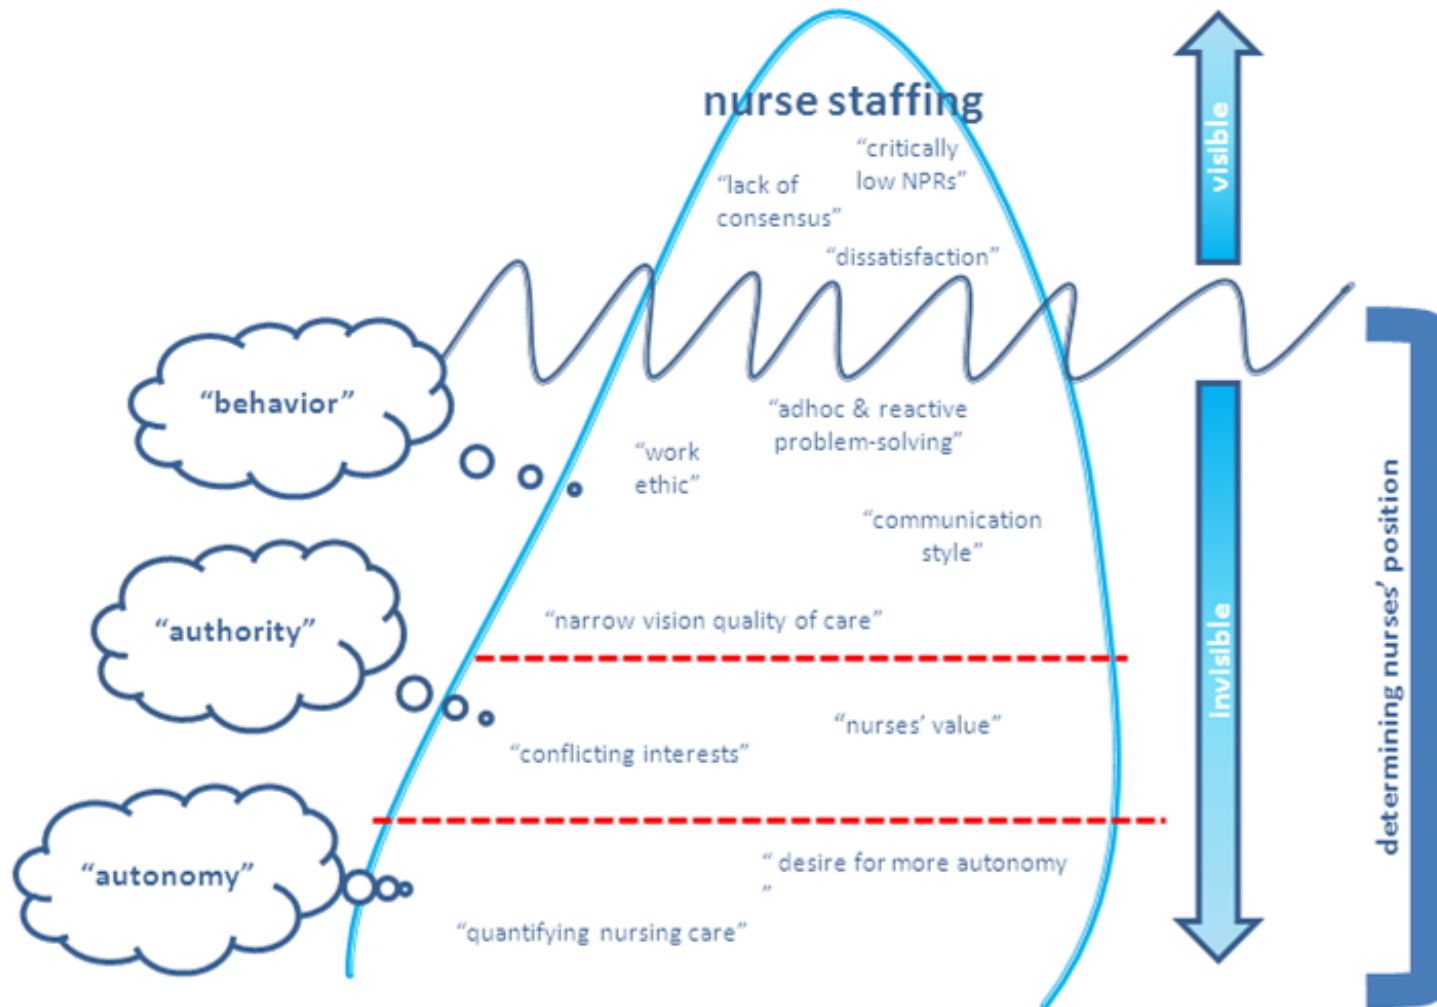 nurse staffing
“critically
low NPRs”
“lack of
consensus”
“dissatisfaction”
visible
“behavior”
“adhoc & reactive
problem-solving”
“work
ethic”
“communication
style”
“authority”
“narrow vision quality of care”
“nurses’ value”
“conflicting interests”
“autonomy”
“ desire for more autonomy
”
“quantifying nursing care”
invisible
determining nurses’ position